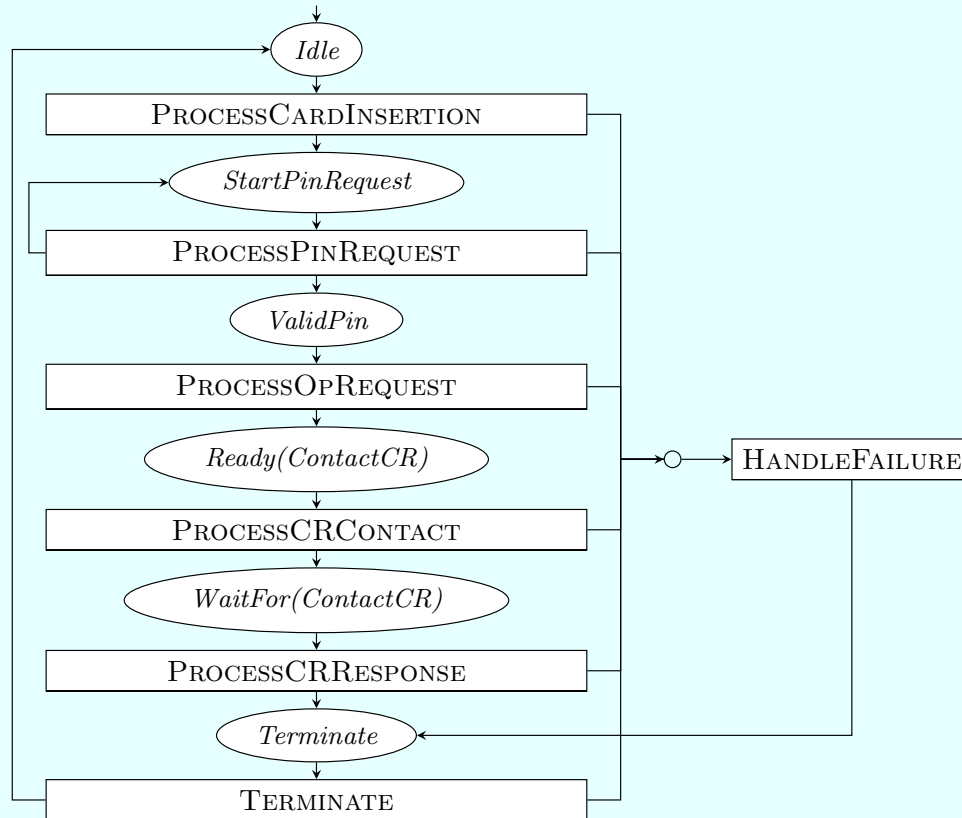 Idle
ProcessCardInsertion
StartPinRequest
ProcessPinRequest
ValidPin
ProcessOpRequest
Ready(ContactCR)
HandleFailure
ProcessCRContact
WaitFor(ContactCR)
ProcessCRResponse
Terminate
Terminate